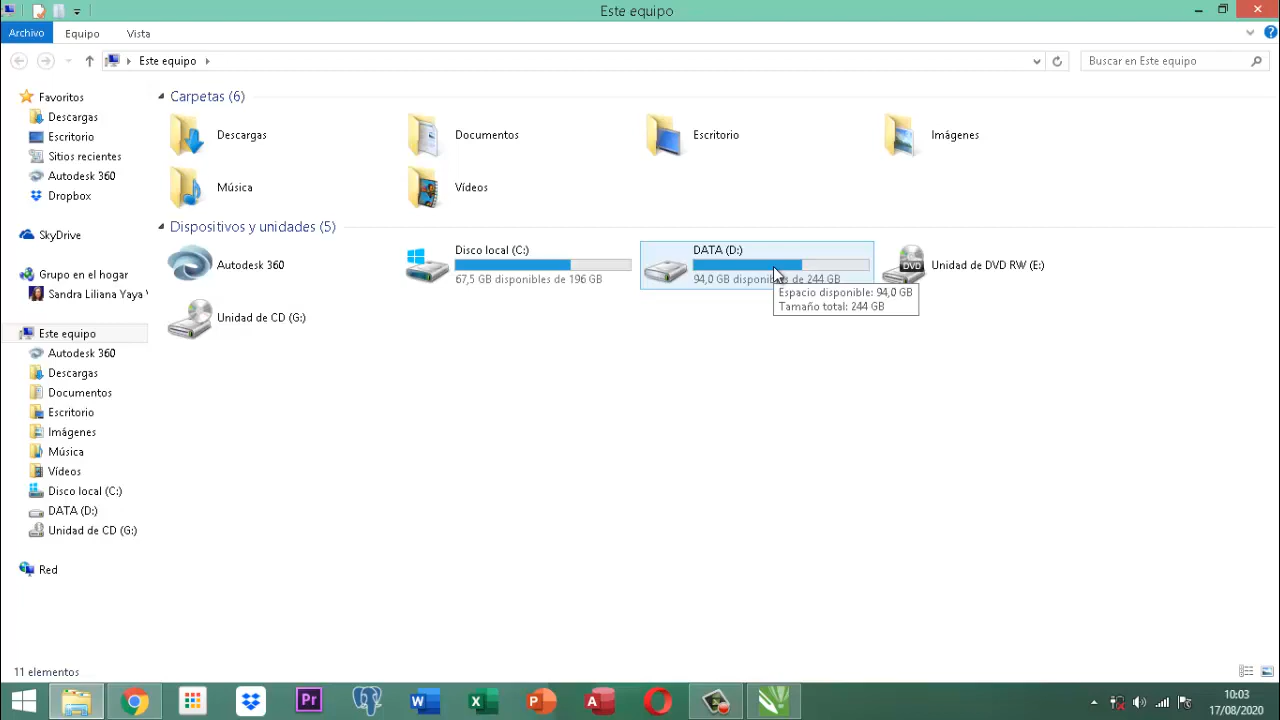 Este equipo
Archivo
Equipo
Vista
Este equipo
Buscar en Este equipo
Favoritos
Descargas
Escritorio
Sitios recientes
Autodesk 360
Dropbox
SkyDrive
Grupo en el hogar
Sandra Liliana Yaya
Este equipo
Autodesk 360
Descargas
Documentos
Escritorio
Imágenes
Música
Vídeos
Disco local (C:)
DATA (D:)
Unidad de CD (G:)
Red
Carpetas (6)
Descargas
Documentos
Escritorio
Imágenes
Música
Vídeos
Dispositivos y unidades (5)
Autodesk 360
Disco local (C:)
67,5 GB disponibles de 196 GB
DATA (D:)
94,0 GB disponibles de 244 GB
Unidad de DVD RW (E:)
DVD
Espacio disponible: 94,0 GB
Tamaño total: 244 GB
Unidad de CD (G:)
11 elementos
Pr
W
X
P
A
10:03
17/08/2020